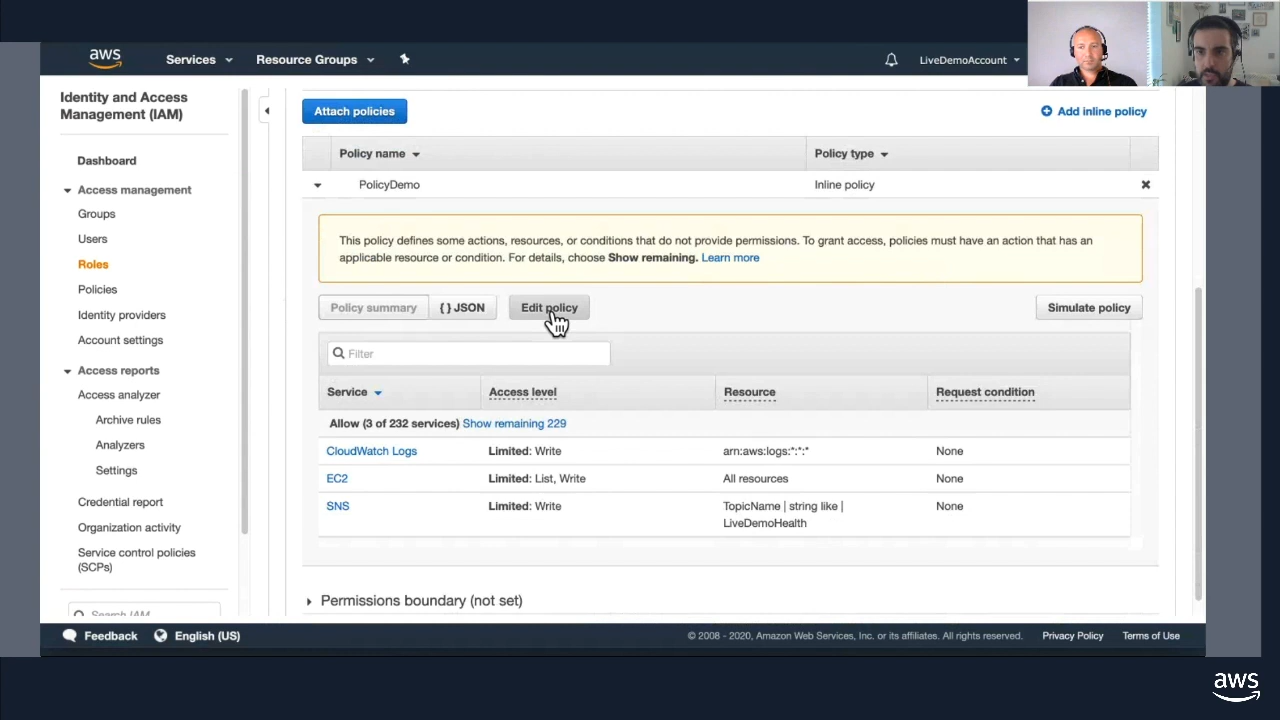 aws
Services
Resource Groups
LiveDemoAccount
Identity and Access
Management (IAM)
Dashboard
Access management
Groups
Users
Roles
Policies
Identity providers
Account settings
Access reports
Access analyzer
Archive rules
Analyzers
Settings
Credential report
Organization activity
Service control policies
(SCPs)
Search IAM
Attach policies
Add inline policy
Policy name
Policy type
PolicyDemo
Inline policy
This policy defines some actions, resources, or conditions that do not provide permissions. To grant access, policies must have an action that has an
applicable resource or condition. For details, choose Show remaining. Learn more
Policy summary
{ } JSON
Edit policy
Simulate policy
Filter
Service
Access level
Resource
Request condition
Allow (3 of 232 services) Show remaining 229
CloudWatch Logs
Limited: Write
arn:aws:logs:*:*:*
None
EC2
Limited: List, Write
All resources
None
SNS
Limited: Write
TopicName | string like |
LiveDemoHealth
None
Permissions boundary (not set)
Feedback
English (US)
© 2008 - 2020, Amazon Web Services, Inc. or its affiliates. All rights reserved.
Privacy Policy
Terms of Use
aws